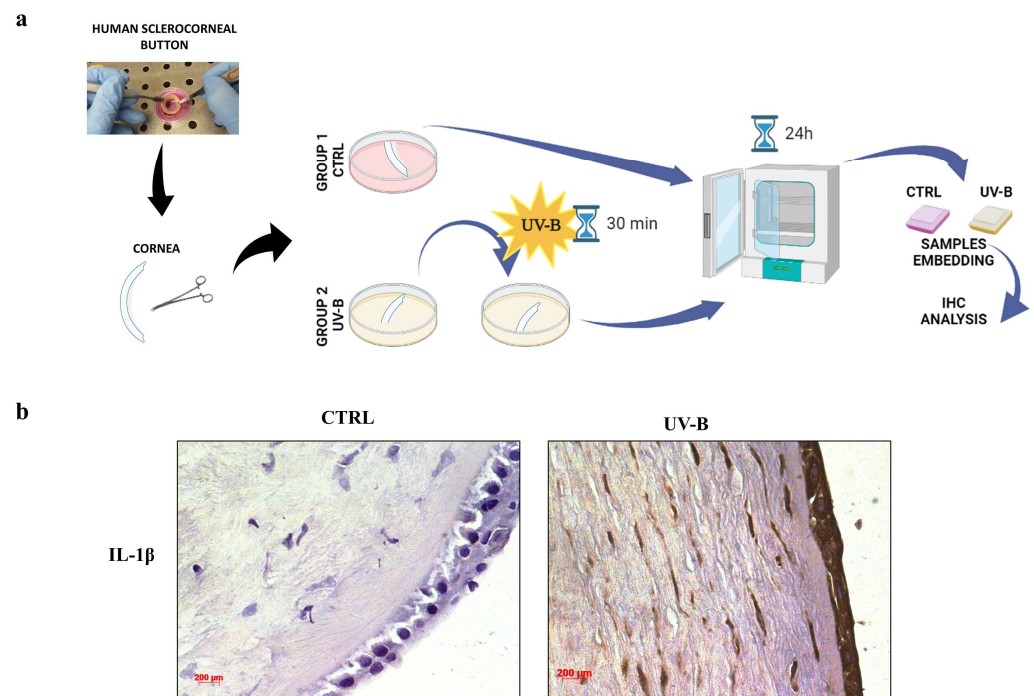 a
HUMAN SCLEROCORNEAL
BUTTON
CORNEA
GROUP 1
CTRL
GROUP 2
UV-B
UV-B
30 min
24h
CTRL
UV-B
SAMPLES
EMBEDDING
IHC
ANALYSIS
b
CTRL
UV-B
IL-1β
200 µm
200 µm